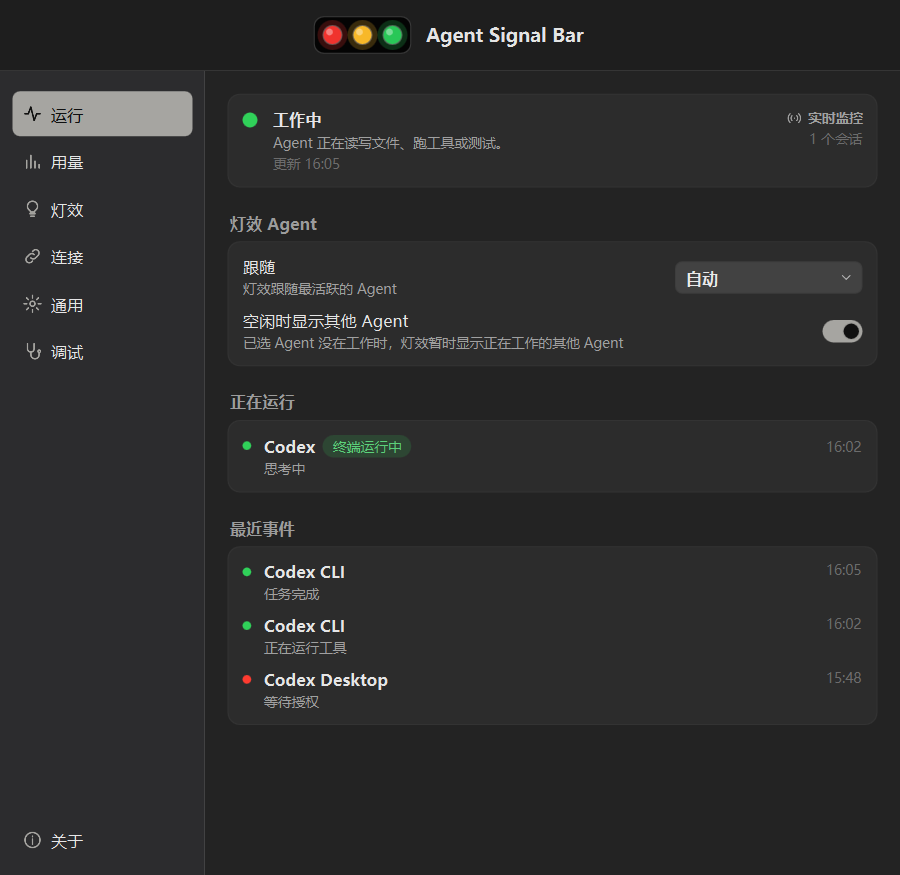 Agent Signal Bar
运行
用量
灯效
连接
通用
调试
关于
工作中
Agent 正在读写文件、跑工具或测试。
更新 16:05
实时监控
1 个会话
灯效 Agent
跟随
灯效跟随最活跃的 Agent
自动
空闲时显示其他 Agent
已选 Agent 没在工作时，灯效暂时显示正在工作的其他 Agent
正在运行
Codex 终端运行中 16:02
思考中
最近事件
Codex CLI 16:05
任务完成
Codex CLI 16:02
正在运行工具
Codex Desktop 15:48
等待授权